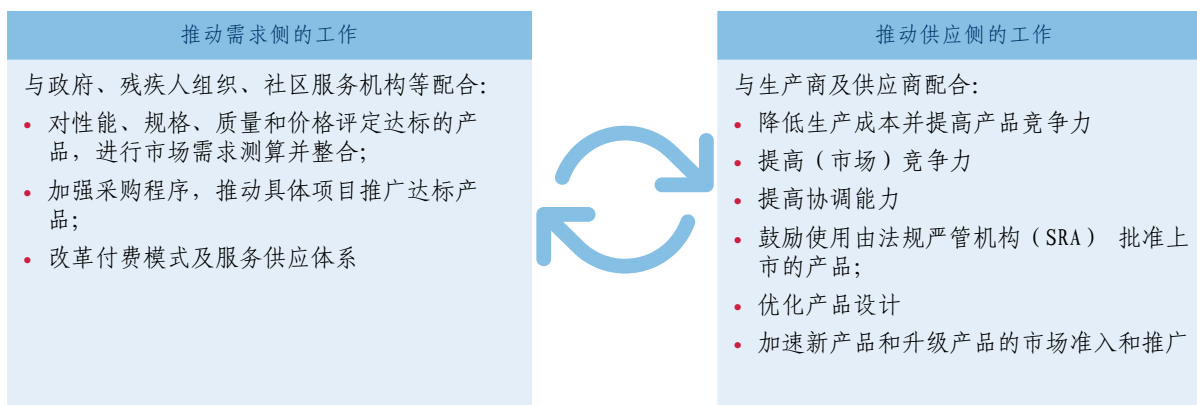 推动需求侧的工作
与政府、残疾人组织、社区服务机构等配合:
• 对性能、规格、质量和价格评定达标的产
品，进行市场需求测算并整合;
• 加强采购程序，推动具体项目推广达标产
品;
• 改革付费模式及服务供应体系
推动供应侧的工作
与生产商及供应商配合:
• 降低生产成本并提高产品竞争力
• 提高（市场）竞争力
• 提高协调能力
• 鼓励使用由法规严管机构（SRA） 批准上
市的产品;
• 优化产品设计
• 加速新产品和升级产品的市场准入和推广